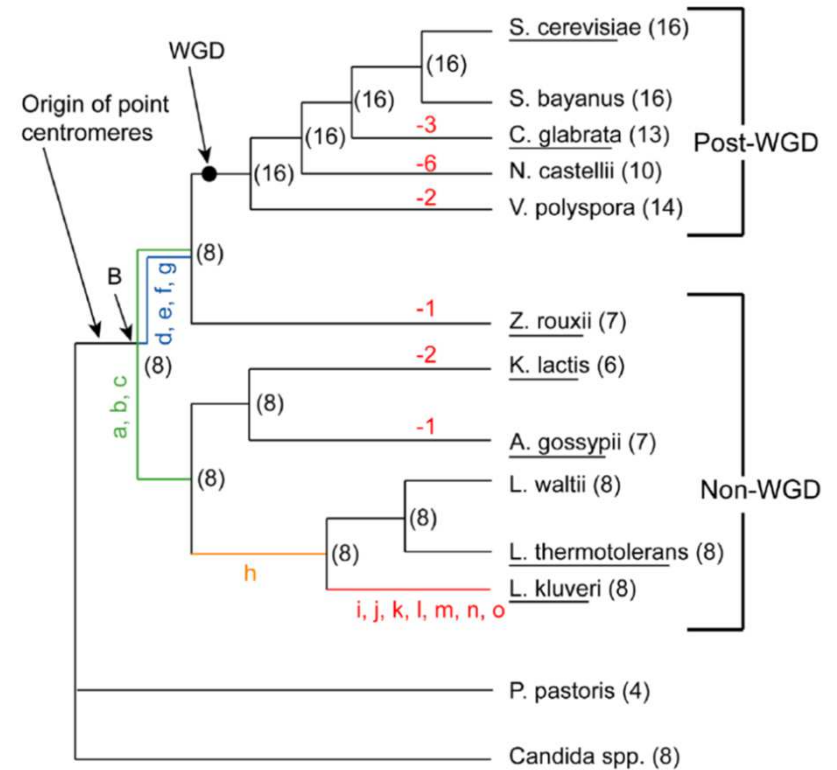 S. cerevisiae (16)
WGD
(16)
Origin of point
centromeres
(16)
S. bayanus (16)
-3
(16)
C. glabrata (13)
Post-WGD
-6
(16)
N. castellii (10)
-2
V. polyspora (14)
(8)
B
d, e, f, g
-1
Z. rouxii (7)
-2
(8)
K. lactis (6)
a, b, c
(8)
-1
A. gossypii (7)
(8)
L. waltii (8)
Non-WGD
(8)
(8)
L. thermotolerans (8)
h
L. kluveri (8)
i, j, k, l, m, n, o
P. pastoris (4)
Candida spp. (8)